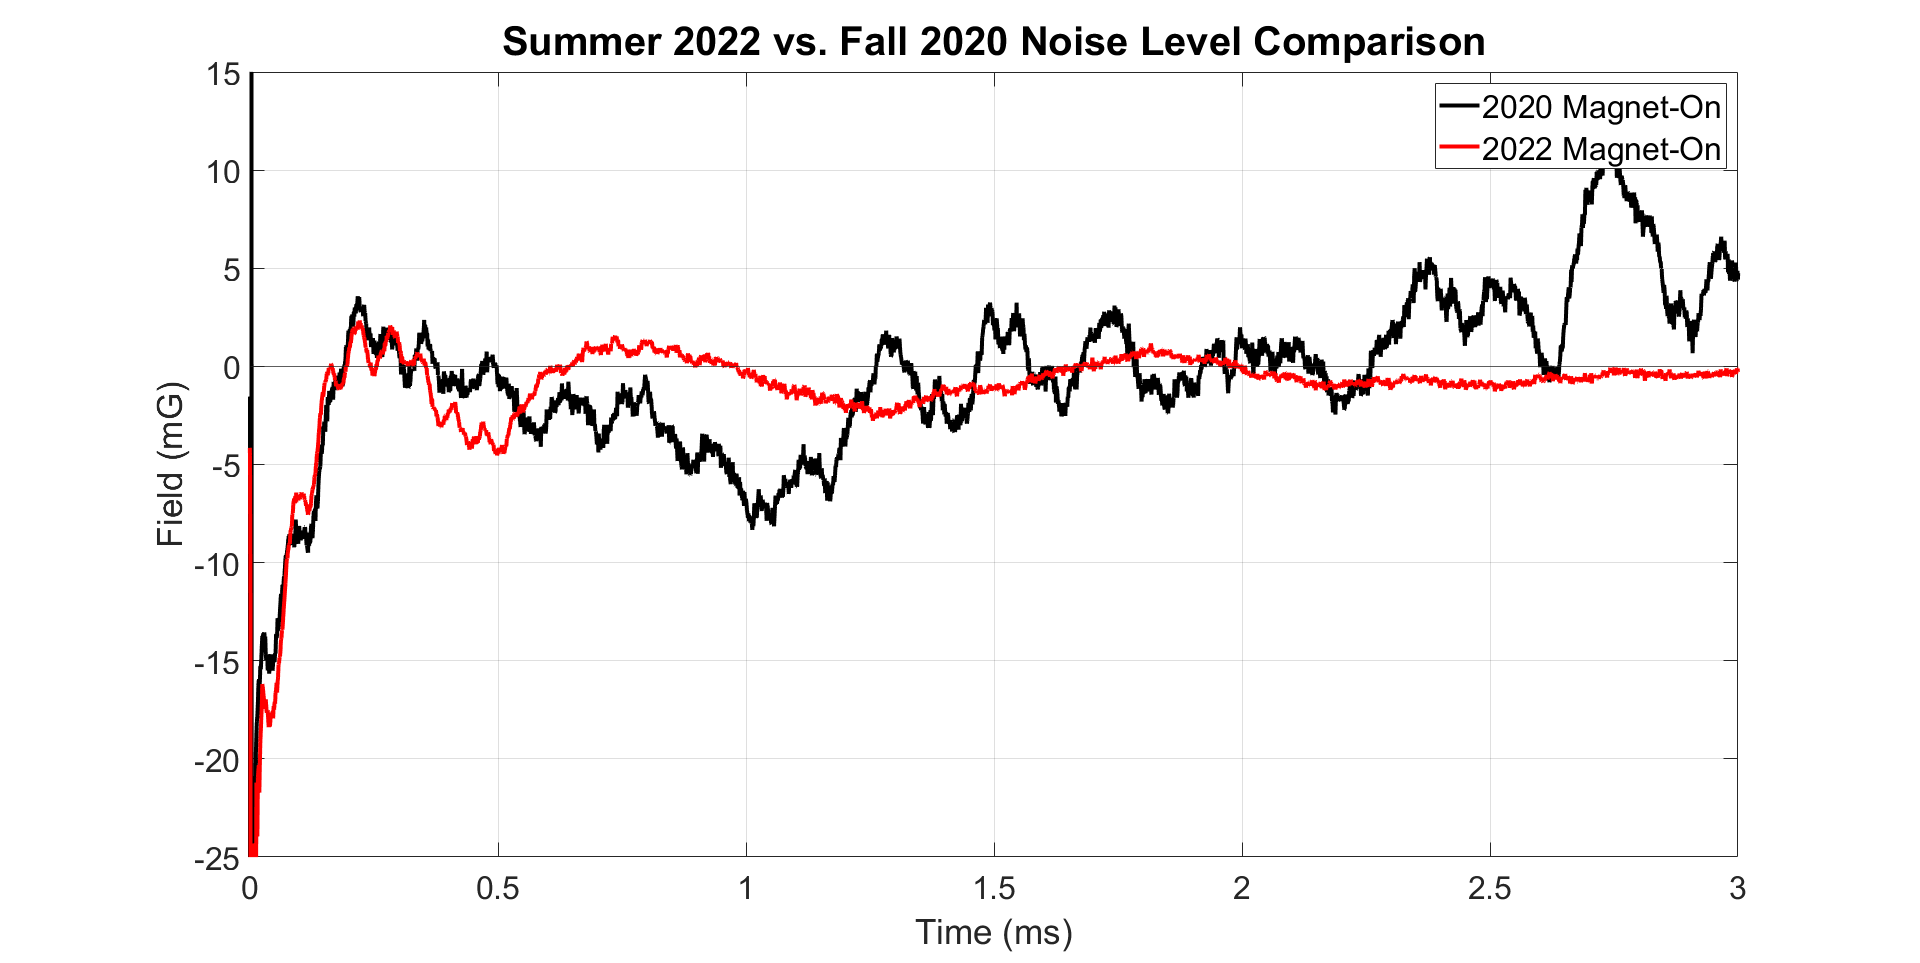 Summer 2022 vs. Fall 2020 Noise Level Comparison
15
10
5
0
-5
-10
-15
-20
-25
Field (mG)
2020 Magnet-On
2022 Magnet-On
0 0.5 1 1.5 2 2.5 3
Time (ms)